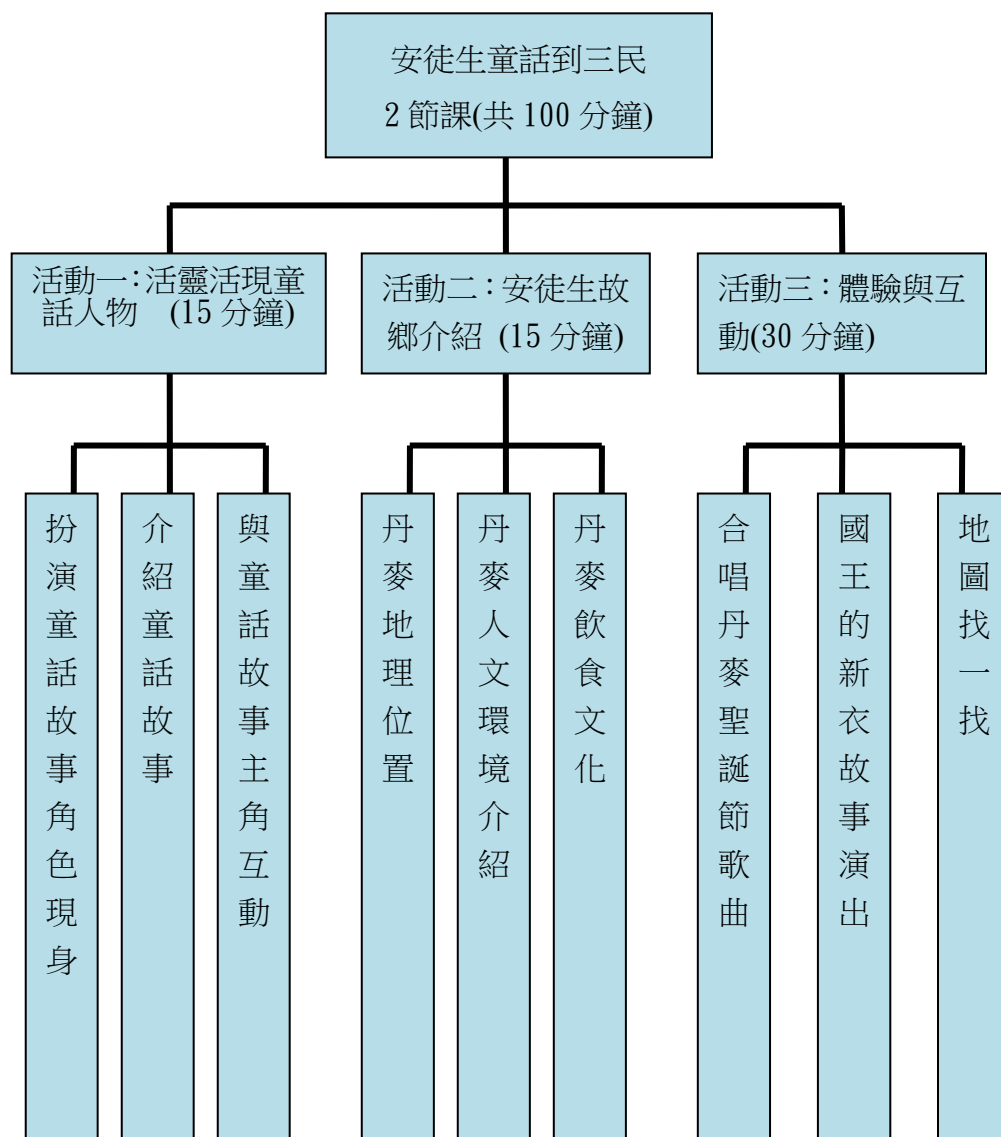 安徒生童話到三民
2 節課(共 100 分鐘)
活動一：活靈活現童
話人物 (15 分鐘)
活動二：安徒生故
鄉介紹 (15 分鐘)
活動三：體驗與互
動(30 分鐘)
扮演童話故事角色現身
介紹童話故事
與童話故事主角互動
丹麥地理位置
丹麥人文環境介紹
丹麥飲食文化
合唱丹麥聖誕節歌曲
國王的新衣故事演出
地圖找一找